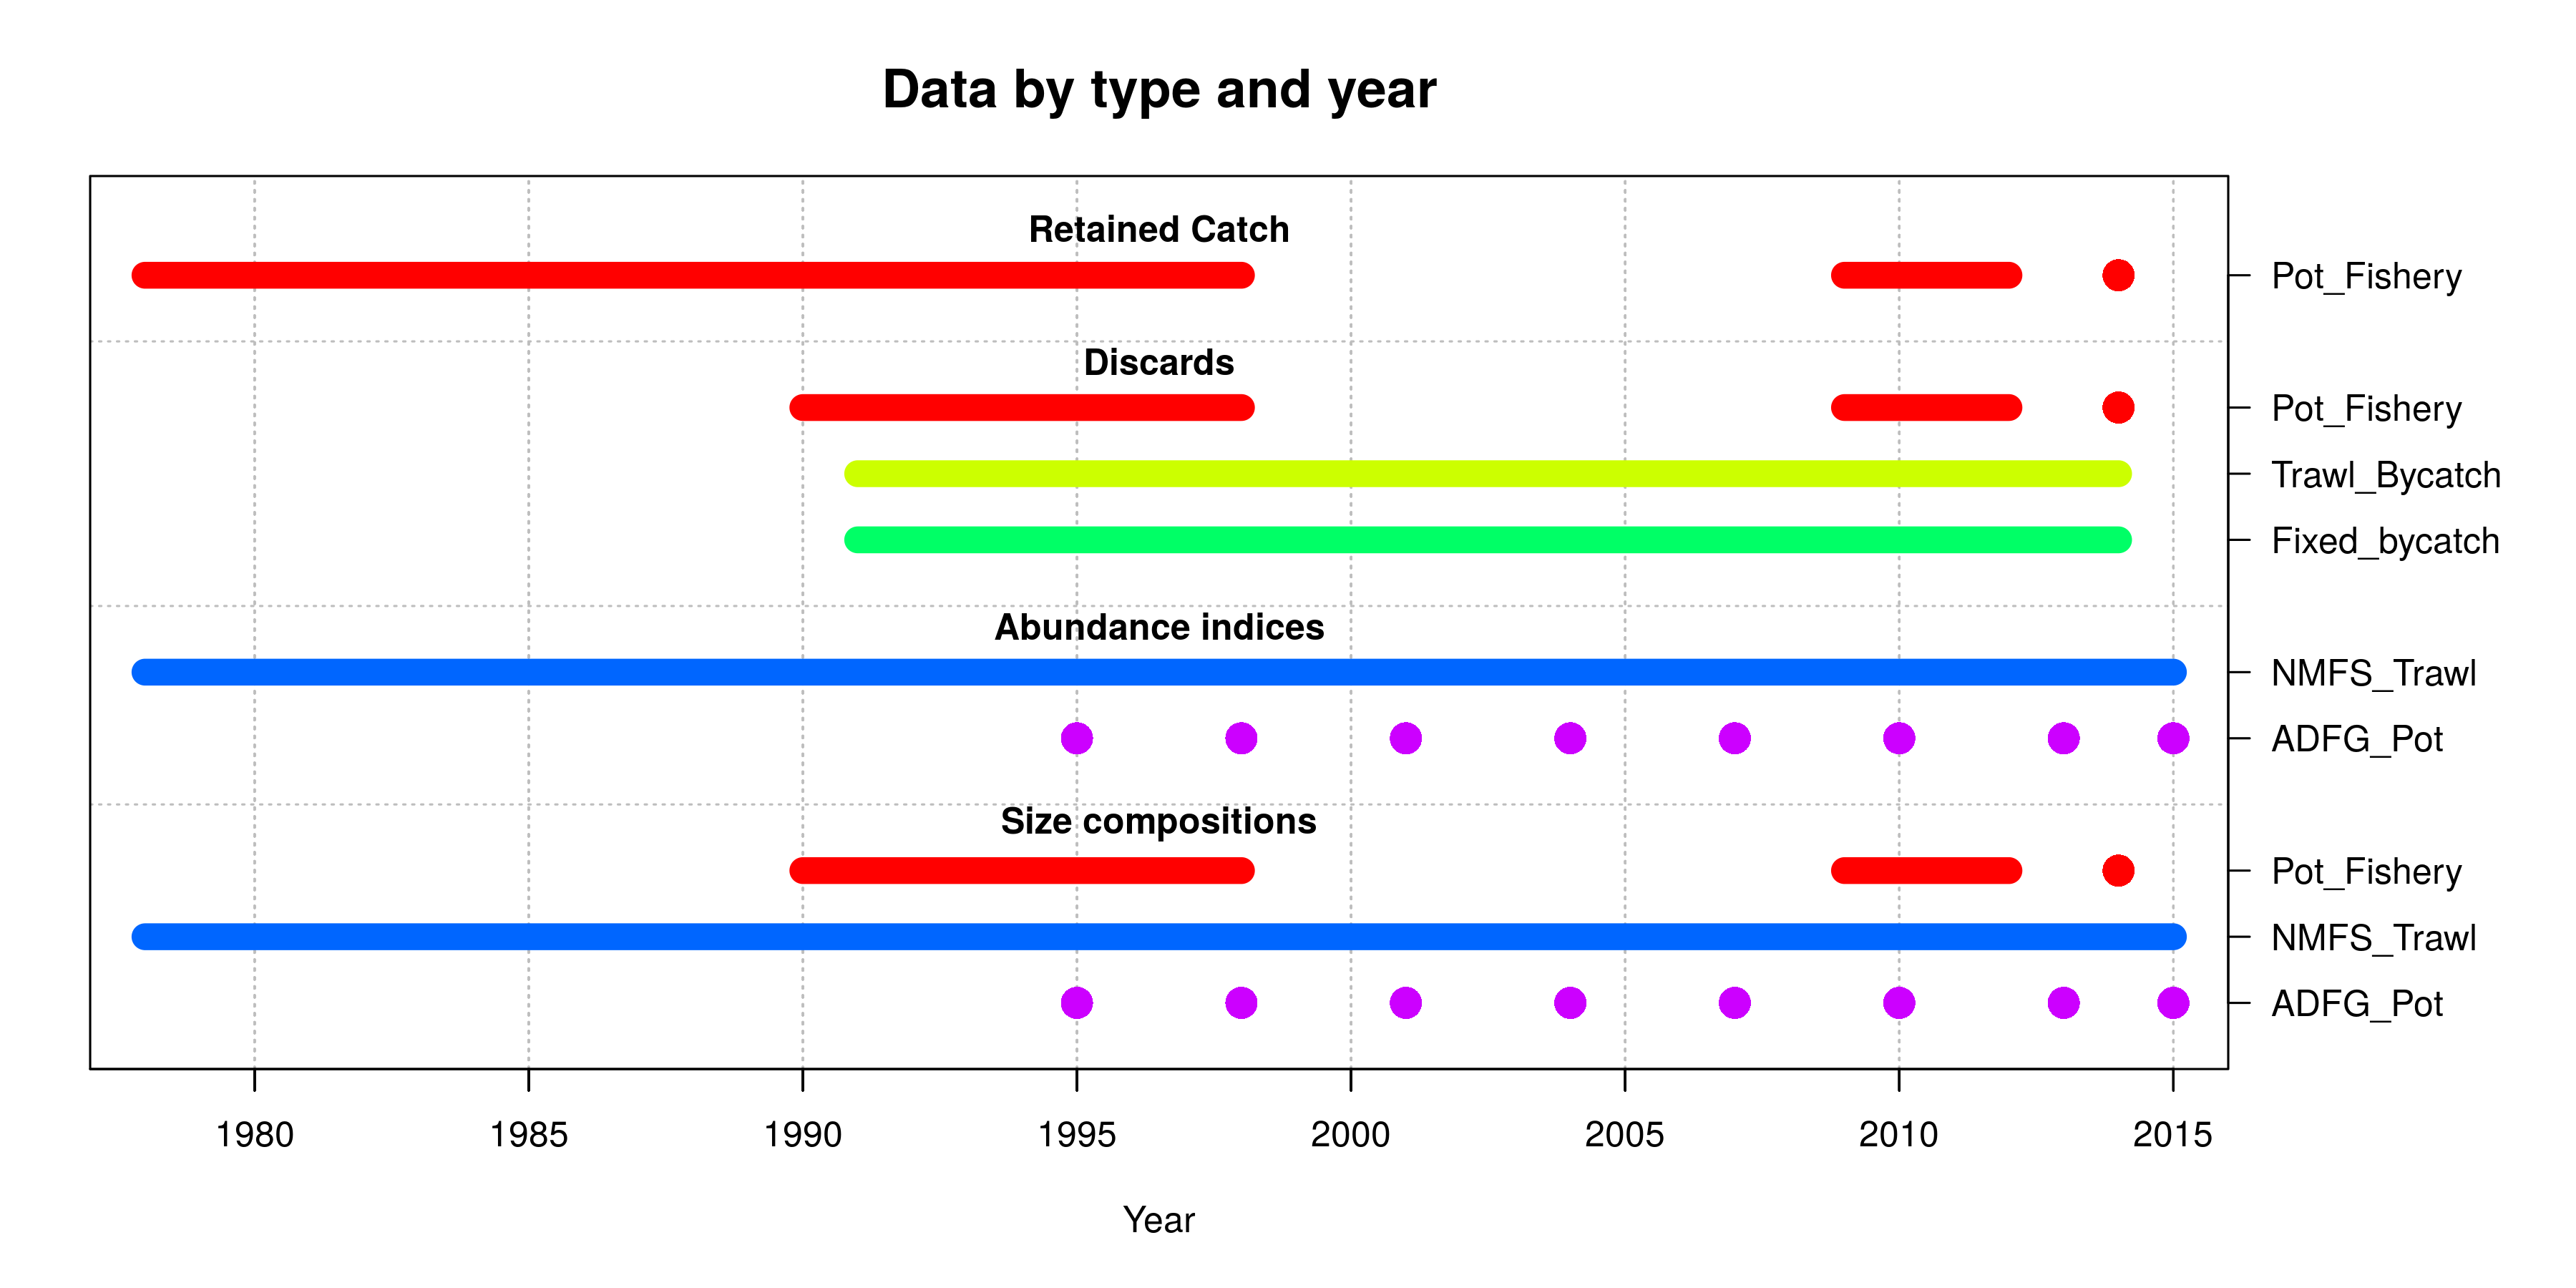 Data by type and year
Retained Catch
Pot_Fishery
Discards
Pot_Fishery
Trawl_Bycatch
Fixed_bycatch
Abundance indices
NMFS_Trawl
ADFG_Pot
Size compositions
Pot_Fishery
NMFS_Trawl
ADFG_Pot
1980 1985 1990 1995 2000 2005 2010 2015
Year